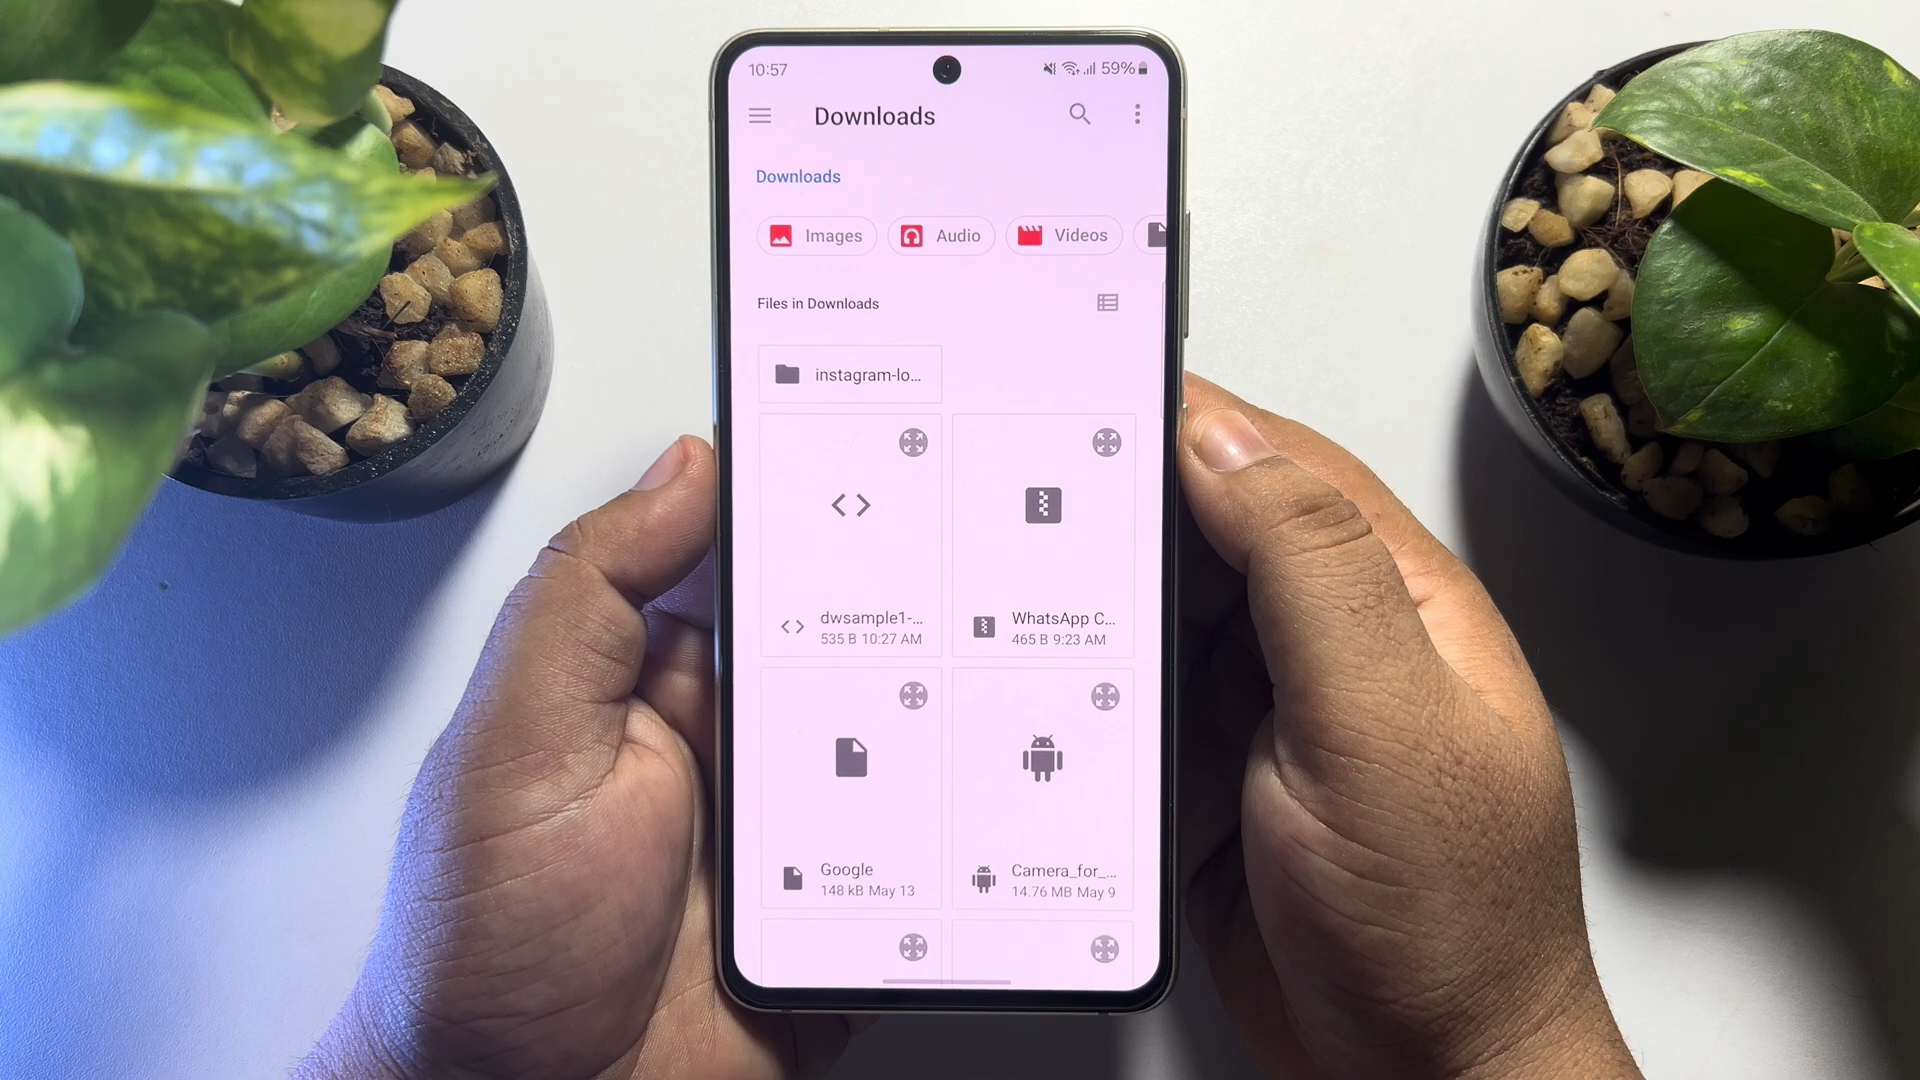 10:57
59%
Downloads
Downloads
Images
Audio
Videos
Files in Downloads
instagram-lo...
dwsample1-...
535 B 10:27 AM
WhatsApp C...
465 B 9:23 AM
Google
148 kB May 13
Camera_for_...
14.76 MB May 9